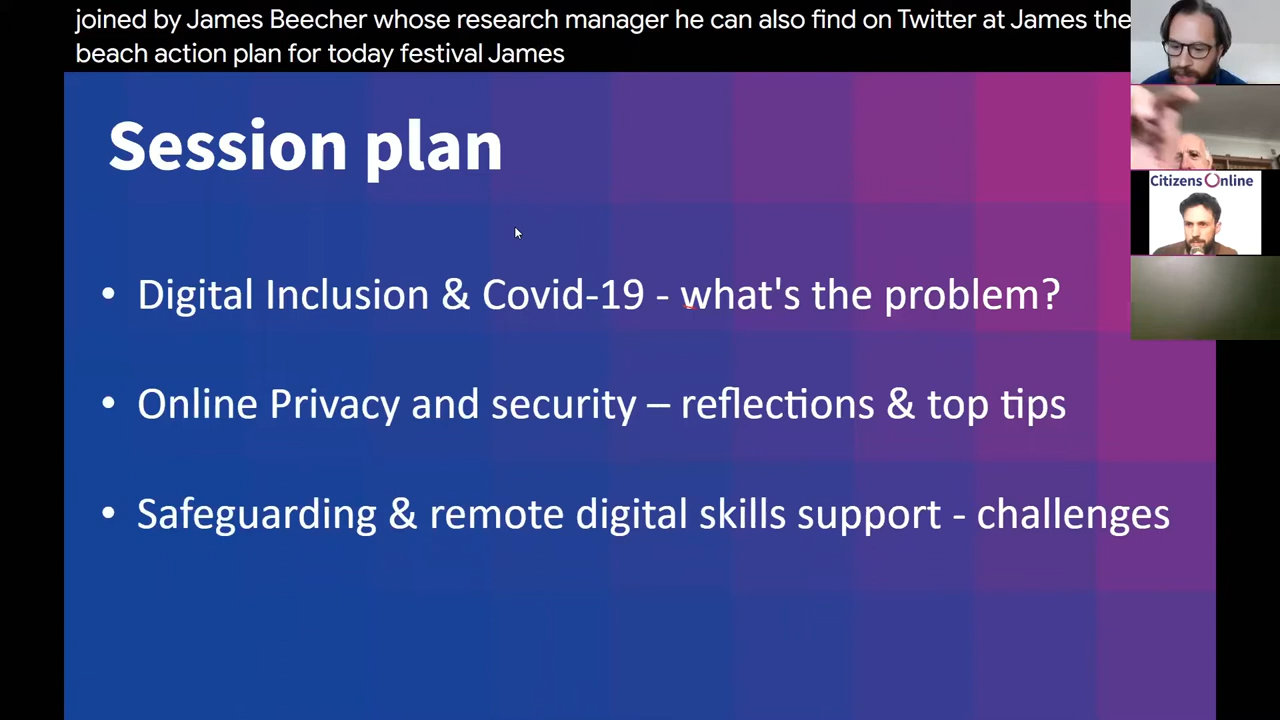 joined by James Beecher whose research manager he can also find on Twitter at James the
beach action plan for today festival James
Citizens Online
Session plan
• Digital Inclusion & Covid-19 - what's the problem?
• Online Privacy and security – reflections & top tips
• Safeguarding & remote digital skills support - challenges